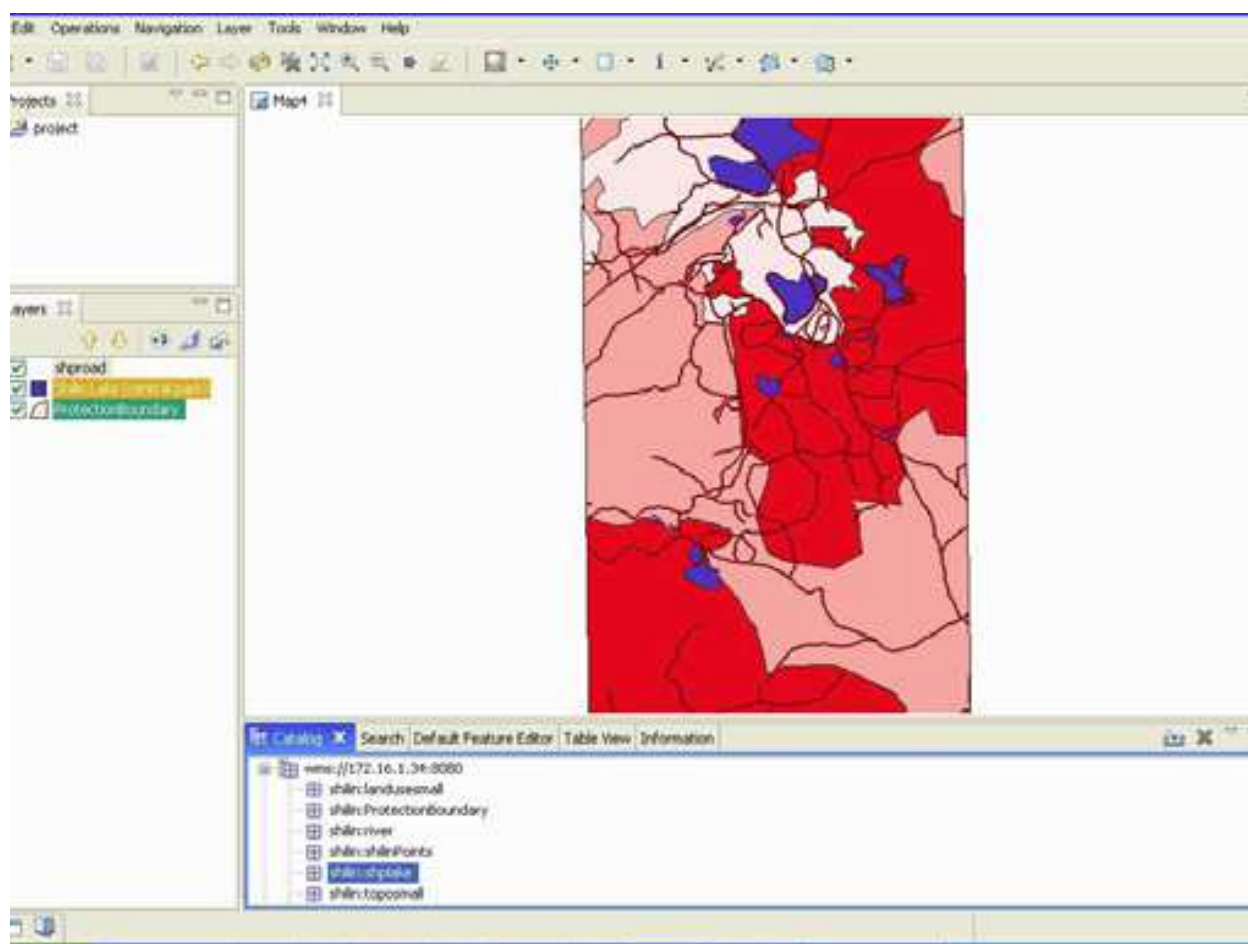 Edit Operations Navigation Layer Tools Window Help
Projects
Map4
project
Layers
shproad
ProtectionBoundary
Catalog Search Default Feature Editor Table View Information
wms://172.16.1.34:8080
shilin:landusesmall
shilin:ProtectionBoundary
shilin:river
shilin:shilinPoints
shilin:shplake
shilin:toposmall